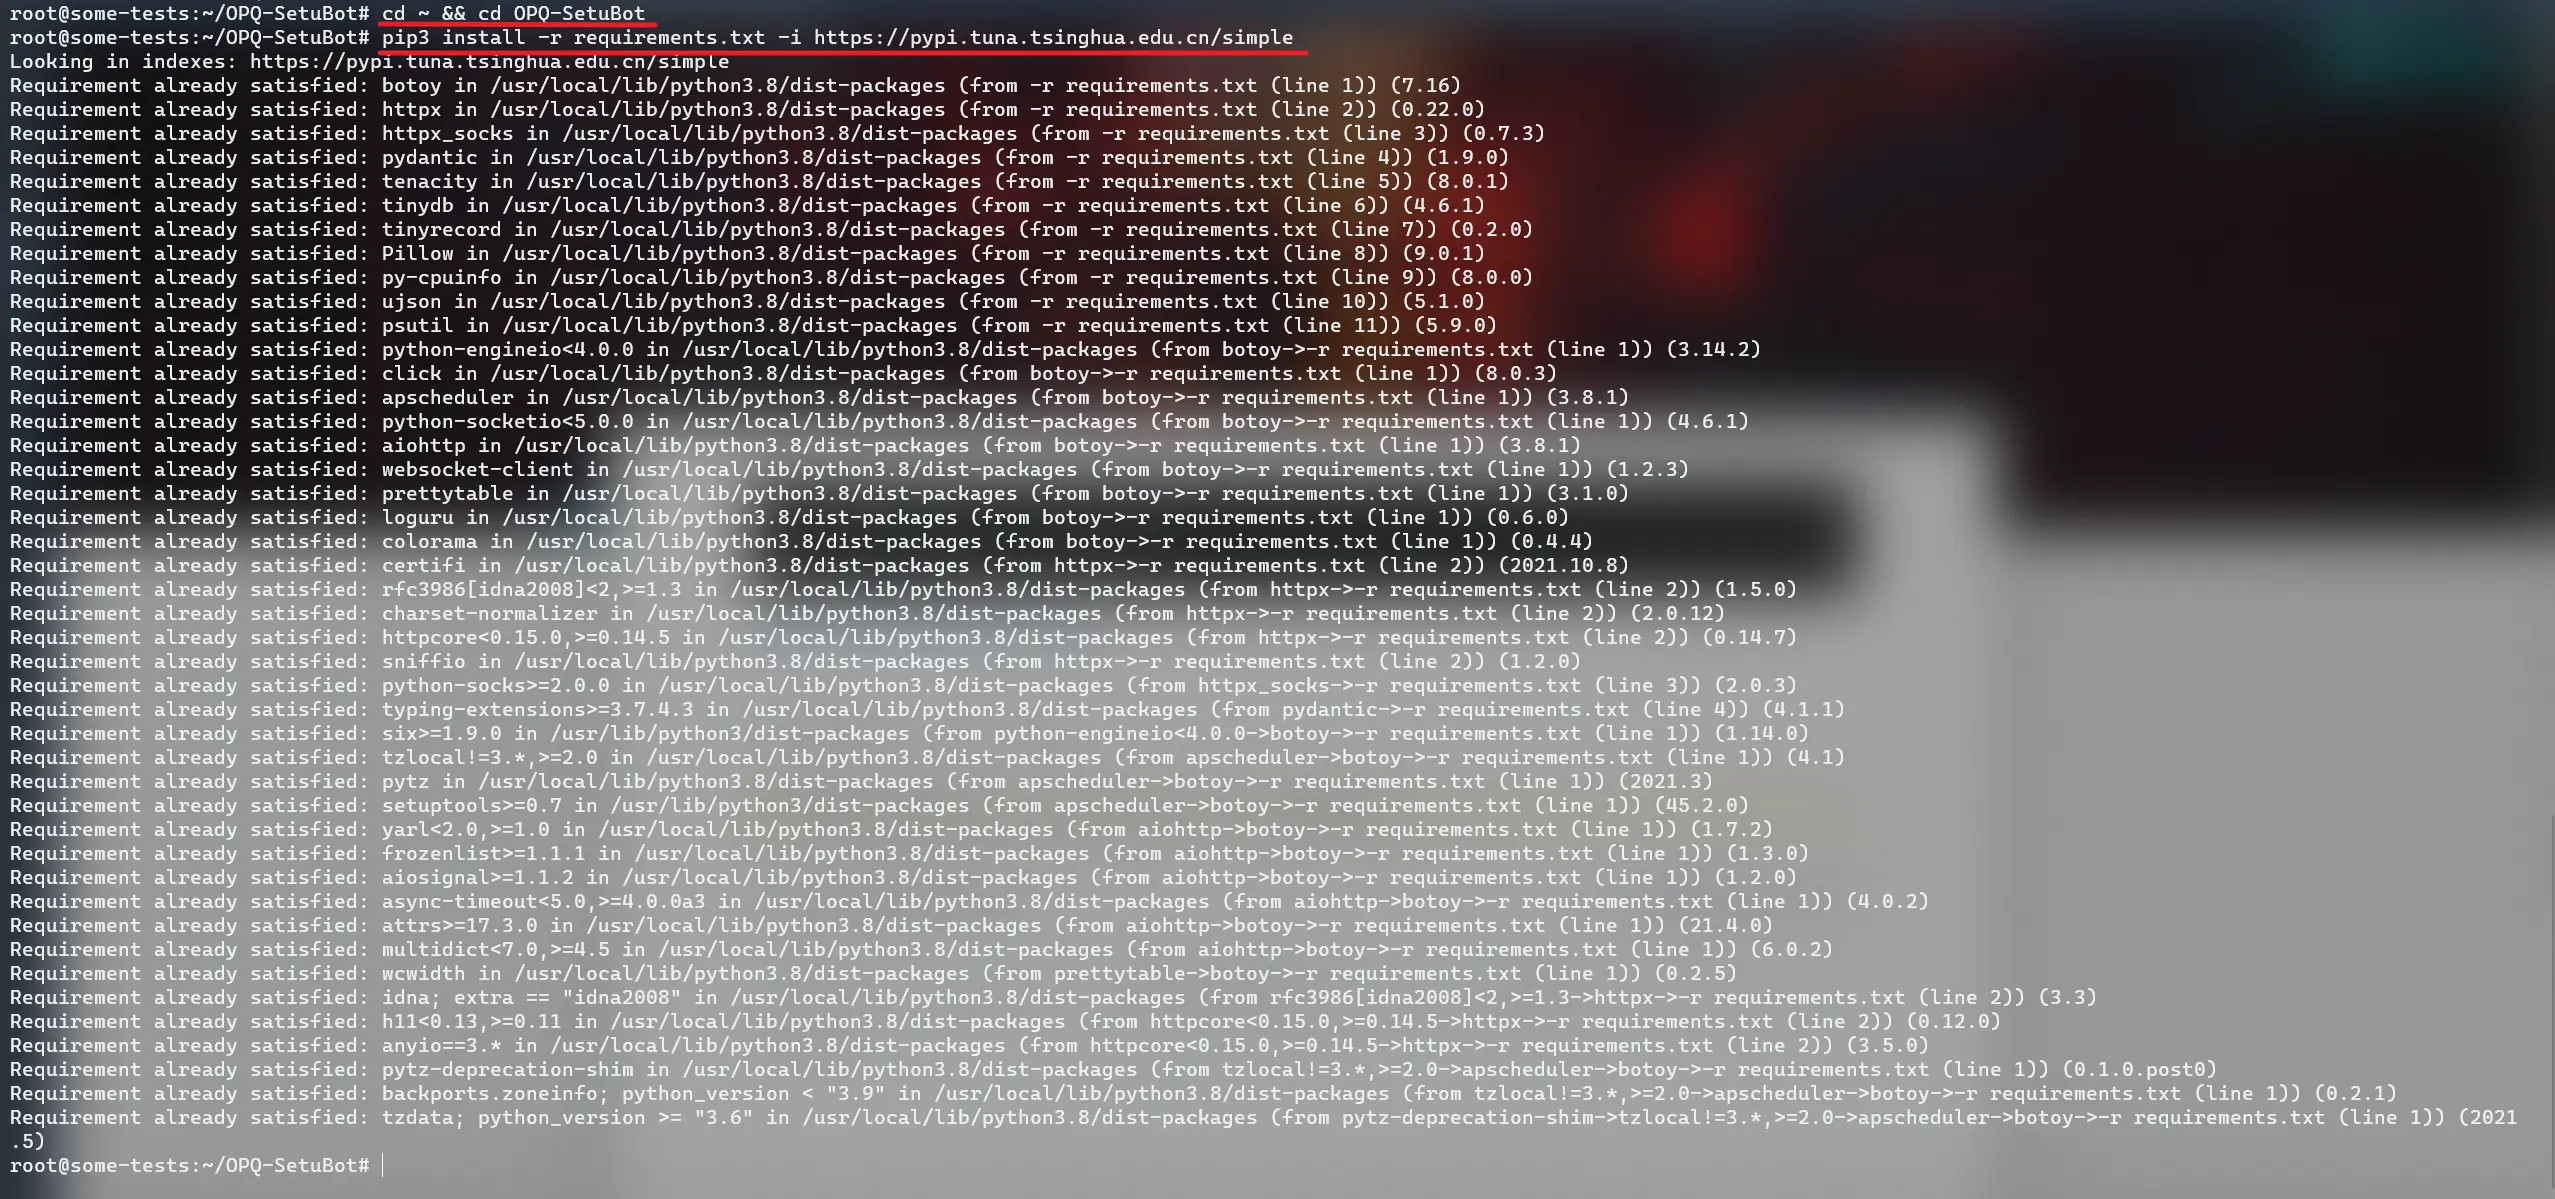 root@some-tests:~/OPQ-SetuBot# cd ~ && cd OPQ-SetuBot
root@some-tests:~/OPQ-SetuBot# pip3 install -r requirements.txt -i https://pypi.tuna.tsinghua.edu.cn/simple
Looking in indexes: https://pypi.tuna.tsinghua.edu.cn/simple
Requirement already satisfied: botoy in /usr/local/lib/python3.8/dist-packages (from -r requirements.txt (line 1)) (7.16)
Requirement already satisfied: httpx in /usr/local/lib/python3.8/dist-packages (from -r requirements.txt (line 2)) (0.22.0)
Requirement already satisfied: httpx_socks in /usr/local/lib/python3.8/dist-packages (from -r requirements.txt (line 3)) (0.7.3)
Requirement already satisfied: pydantic in /usr/local/lib/python3.8/dist-packages (from -r requirements.txt (line 4)) (1.9.0)
Requirement already satisfied: tenacity in /usr/local/lib/python3.8/dist-packages (from -r requirements.txt (line 5)) (8.0.1)
Requirement already satisfied: tinydb in /usr/local/lib/python3.8/dist-packages (from -r requirements.txt (line 6)) (4.6.1)
Requirement already satisfied: tinyrecord in /usr/local/lib/python3.8/dist-packages (from -r requirements.txt (line 7)) (0.2.0)
Requirement already satisfied: Pillow in /usr/local/lib/python3.8/dist-packages (from -r requirements.txt (line 8)) (9.0.1)
Requirement already satisfied: py-cpuinfo in /usr/local/lib/python3.8/dist-packages (from -r requirements.txt (line 9)) (8.0.0)
Requirement already satisfied: ujson in /usr/local/lib/python3.8/dist-packages (from -r requirements.txt (line 10)) (5.1.0)
Requirement already satisfied: psutil in /usr/local/lib/python3.8/dist-packages (from -r requirements.txt (line 11)) (5.9.0)
Requirement already satisfied: python-engineio<4.0.0 in /usr/local/lib/python3.8/dist-packages (from botoy->-r requirements.txt (line 1)) (3.14.2)
Requirement already satisfied: click in /usr/local/lib/python3.8/dist-packages (from botoy->-r requirements.txt (line 1)) (8.0.3)
Requirement already satisfied: apscheduler in /usr/local/lib/python3.8/dist-packages (from botoy->-r requirements.txt (line 1)) (3.8.1)
Requirement already satisfied: python-socketio<5.0.0 in /usr/local/lib/python3.8/dist-packages (from botoy->-r requirements.txt (line 1)) (4.6.1)
Requirement already satisfied: aiohttp in /usr/local/lib/python3.8/dist-packages (from botoy->-r requirements.txt (line 1)) (3.8.1)
Requirement already satisfied: websocket-client in /usr/local/lib/python3.8/dist-packages (from botoy->-r requirements.txt (line 1)) (1.2.3)
Requirement already satisfied: prettytable in /usr/local/lib/python3.8/dist-packages (from botoy->-r requirements.txt (line 1)) (3.1.0)
Requirement already satisfied: loguru in /usr/local/lib/python3.8/dist-packages (from botoy->-r requirements.txt (line 1)) (0.6.0)
Requirement already satisfied: colorama in /usr/local/lib/python3.8/dist-packages (from botoy->-r requirements.txt (line 1)) (0.4.4)
Requirement already satisfied: certifi in /usr/local/lib/python3.8/dist-packages (from httpx->-r requirements.txt (line 2)) (2021.10.8)
Requirement already satisfied: rfc3986[idna2008]<2,>=1.3 in /usr/local/lib/python3.8/dist-packages (from httpx->-r requirements.txt (line 2)) (1.5.0)
Requirement already satisfied: charset-normalizer in /usr/local/lib/python3.8/dist-packages (from httpx->-r requirements.txt (line 2)) (2.0.12)
Requirement already satisfied: httpcore<0.15.0,>=0.14.5 in /usr/local/lib/python3.8/dist-packages (from httpx->-r requirements.txt (line 2)) (0.14.7)
Requirement already satisfied: sniffio in /usr/local/lib/python3.8/dist-packages (from httpx->-r requirements.txt (line 2)) (1.2.0)
Requirement already satisfied: python-socks>=2.0.0 in /usr/local/lib/python3.8/dist-packages (from httpx_socks->-r requirements.txt (line 3)) (2.0.3)
Requirement already satisfied: typing-extensions>=3.7.4.3 in /usr/local/lib/python3.8/dist-packages (from pydantic->-r requirements.txt (line 4)) (4.1.1)
Requirement already satisfied: six>=1.9.0 in /usr/lib/python3/dist-packages (from python-engineio<4.0.0->botoy->-r requirements.txt (line 1)) (1.14.0)
Requirement already satisfied: tzlocal!=3.*,>=2.0 in /usr/local/lib/python3.8/dist-packages (from apscheduler->botoy->-r requirements.txt (line 1)) (4.1)
Requirement already satisfied: pytz in /usr/local/lib/python3.8/dist-packages (from apscheduler->botoy->-r requirements.txt (line 1)) (2021.3)
Requirement already satisfied: setuptools>=0.7 in /usr/lib/python3/dist-packages (from apscheduler->botoy->-r requirements.txt (line 1)) (45.2.0)
Requirement already satisfied: yarl<2.0,>=1.0 in /usr/local/lib/python3.8/dist-packages (from aiohttp->botoy->-r requirements.txt (line 1)) (1.7.2)
Requirement already satisfied: frozenlist>=1.1.1 in /usr/local/lib/python3.8/dist-packages (from aiohttp->botoy->-r requirements.txt (line 1)) (1.3.0)
Requirement already satisfied: aiosignal>=1.1.2 in /usr/local/lib/python3.8/dist-packages (from aiohttp->botoy->-r requirements.txt (line 1)) (1.2.0)
Requirement already satisfied: async-timeout<5.0,>=4.0.0a3 in /usr/local/lib/python3.8/dist-packages (from aiohttp->botoy->-r requirements.txt (line 1)) (4.0.2)
Requirement already satisfied: attrs>=17.3.0 in /usr/local/lib/python3.8/dist-packages (from aiohttp->botoy->-r requirements.txt (line 1)) (21.4.0)
Requirement already satisfied: multidict<7.0,>=4.5 in /usr/local/lib/python3.8/dist-packages (from aiohttp->botoy->-r requirements.txt (line 1)) (6.0.2)
Requirement already satisfied: wcwidth in /usr/local/lib/python3.8/dist-packages (from prettytable->botoy->-r requirements.txt (line 1)) (0.2.5)
Requirement already satisfied: idna; extra == "idna2008" in /usr/local/lib/python3.8/dist-packages (from rfc3986[idna2008]<2,>=1.3->httpx->-r requirements.txt (line 2)) (3.3)
Requirement already satisfied: h11<0.13,>=0.11 in /usr/local/lib/python3.8/dist-packages (from httpcore<0.15.0,>=0.14.5->httpx->-r requirements.txt (line 2)) (0.12.0)
Requirement already satisfied: anyio==3.* in /usr/local/lib/python3.8/dist-packages (from httpcore<0.15.0,>=0.14.5->httpx->-r requirements.txt (line 2)) (3.5.0)
Requirement already satisfied: pytz-deprecation-shim in /usr/local/lib/python3.8/dist-packages (from tzlocal!=3.*,>=2.0->apscheduler->botoy->-r requirements.txt (line 1)) (0.1.0.post0)
Requirement already satisfied: backports.zoneinfo; python_version < "3.9" in /usr/local/lib/python3.8/dist-packages (from tzlocal!=3.*,>=2.0->apscheduler->botoy->-r requirements.txt (line 1)) (0.2.1)
Requirement already satisfied: tzdata; python_version >= "3.6" in /usr/local/lib/python3.8/dist-packages (from pytz-deprecation-shim->tzlocal!=3.*,>=2.0->apscheduler->botoy->-r requirements.txt (line 1)) (2021
.5)
root@some-tests:~/OPQ-SetuBot#